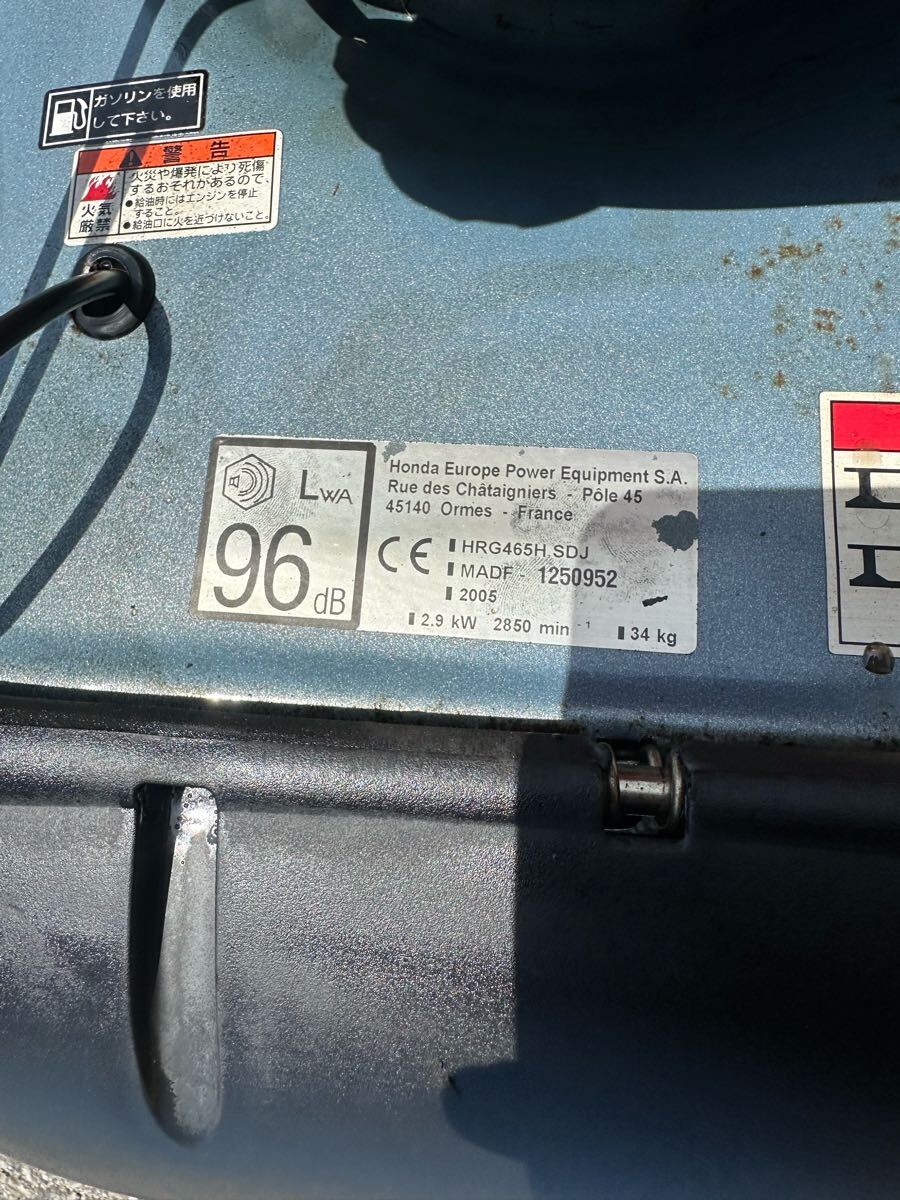 ガソリンを使用
して下さい。
警告
火気
厳禁
火災や爆発により死傷
するおそれがあるので、
●給油時にはエンジンを停止
すること。
●給油口に火を近づけないこと。
LWA
96 dB
Honda Europe Power Equipment S.A.
Rue des Châtaigniers - Pôle 45
45140 Ormes - France
CE
HRG465H SDJ
MADF - 1250952
2005
2.9 kW 2850 min -1 34 kg